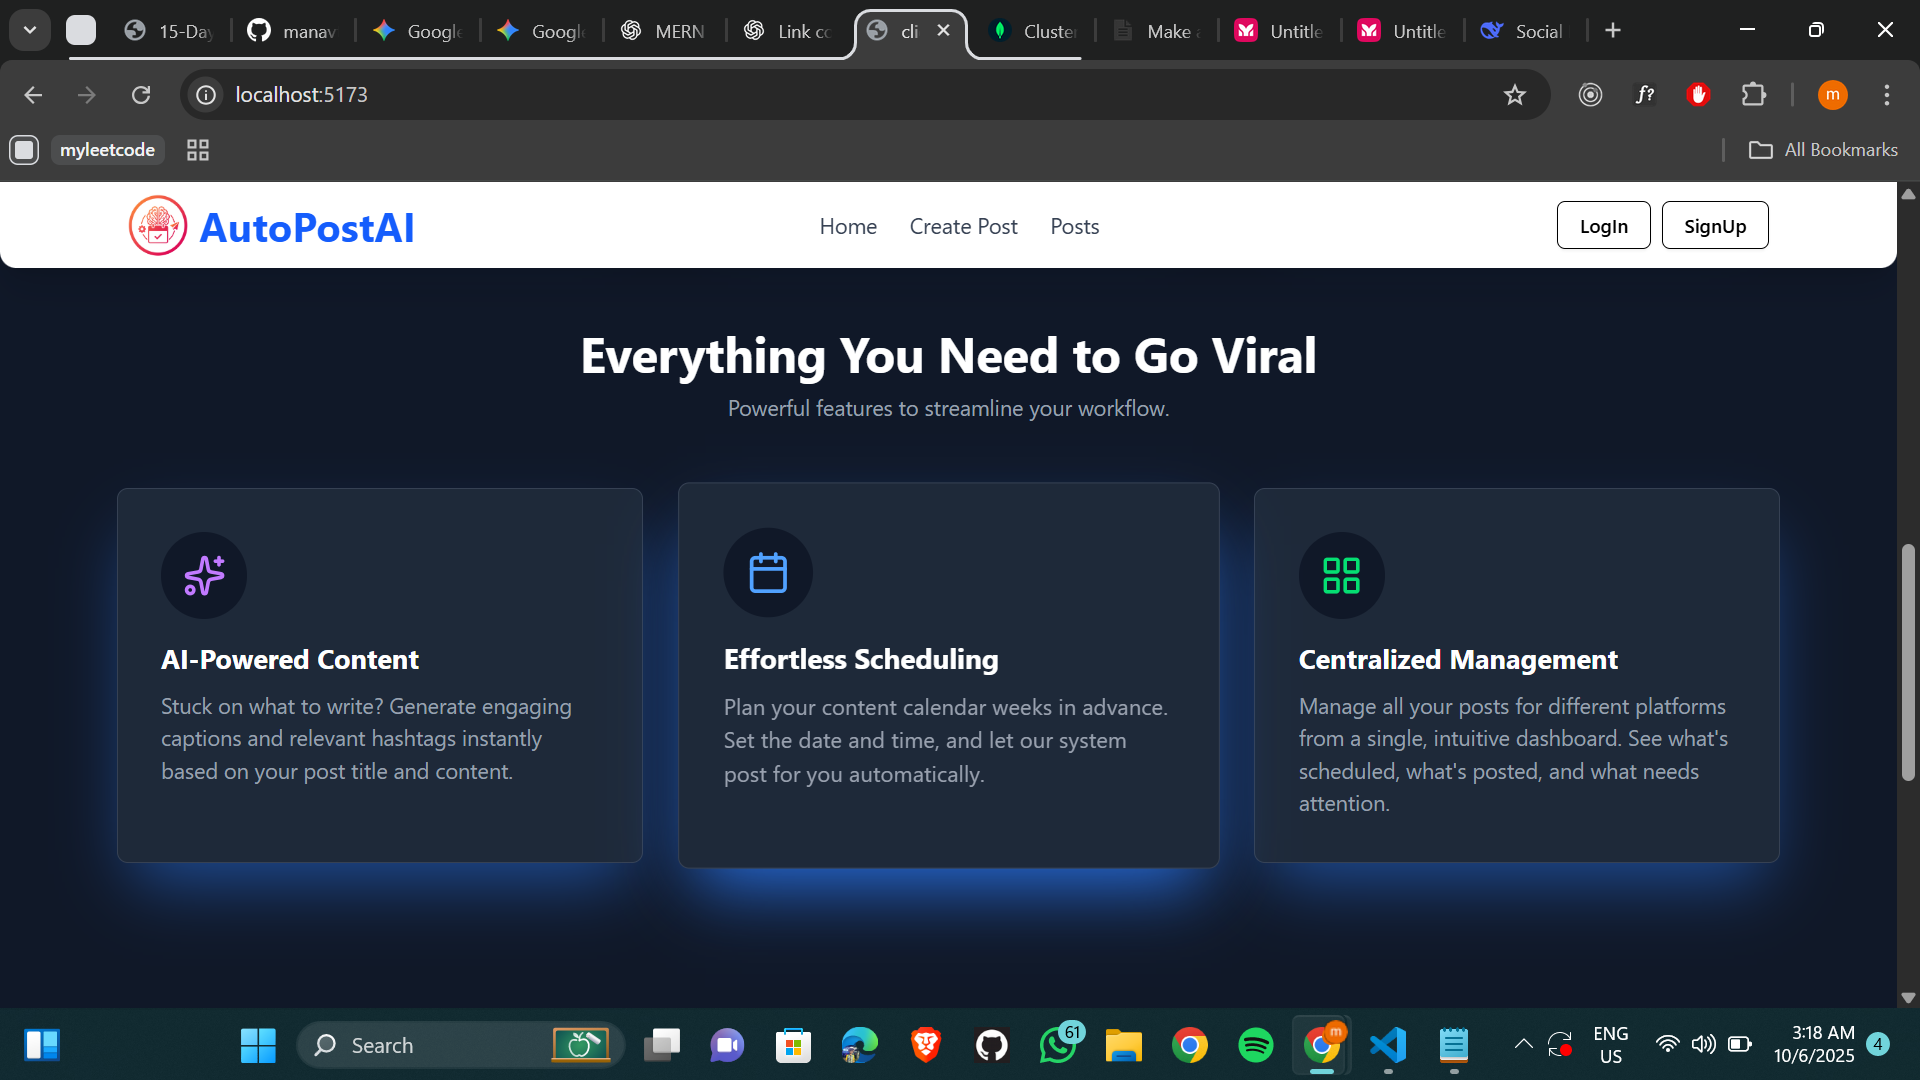 15-Day
manav
Google
Google
MERN
Link co
cli
Cluster
Make a
Untitle
Untitle
Social
localhost:5173
f?
m
myleetcode
All Bookmarks
AutoPostAI
Home
Create Post
Posts
LogIn
SignUp
Everything You Need to Go Viral
Powerful features to streamline your workflow.
AI-Powered Content
Stuck on what to write? Generate engaging
captions and relevant hashtags instantly
based on your post title and content.
Effortless Scheduling
Plan your content calendar weeks in advance.
Set the date and time, and let our system
post for you automatically.
Centralized Management
Manage all your posts for different platforms
from a single, intuitive dashboard. See what's
scheduled, what's posted, and what needs
attention.
Search
61
m
ENG
US
3:18 AM
10/6/2025
4